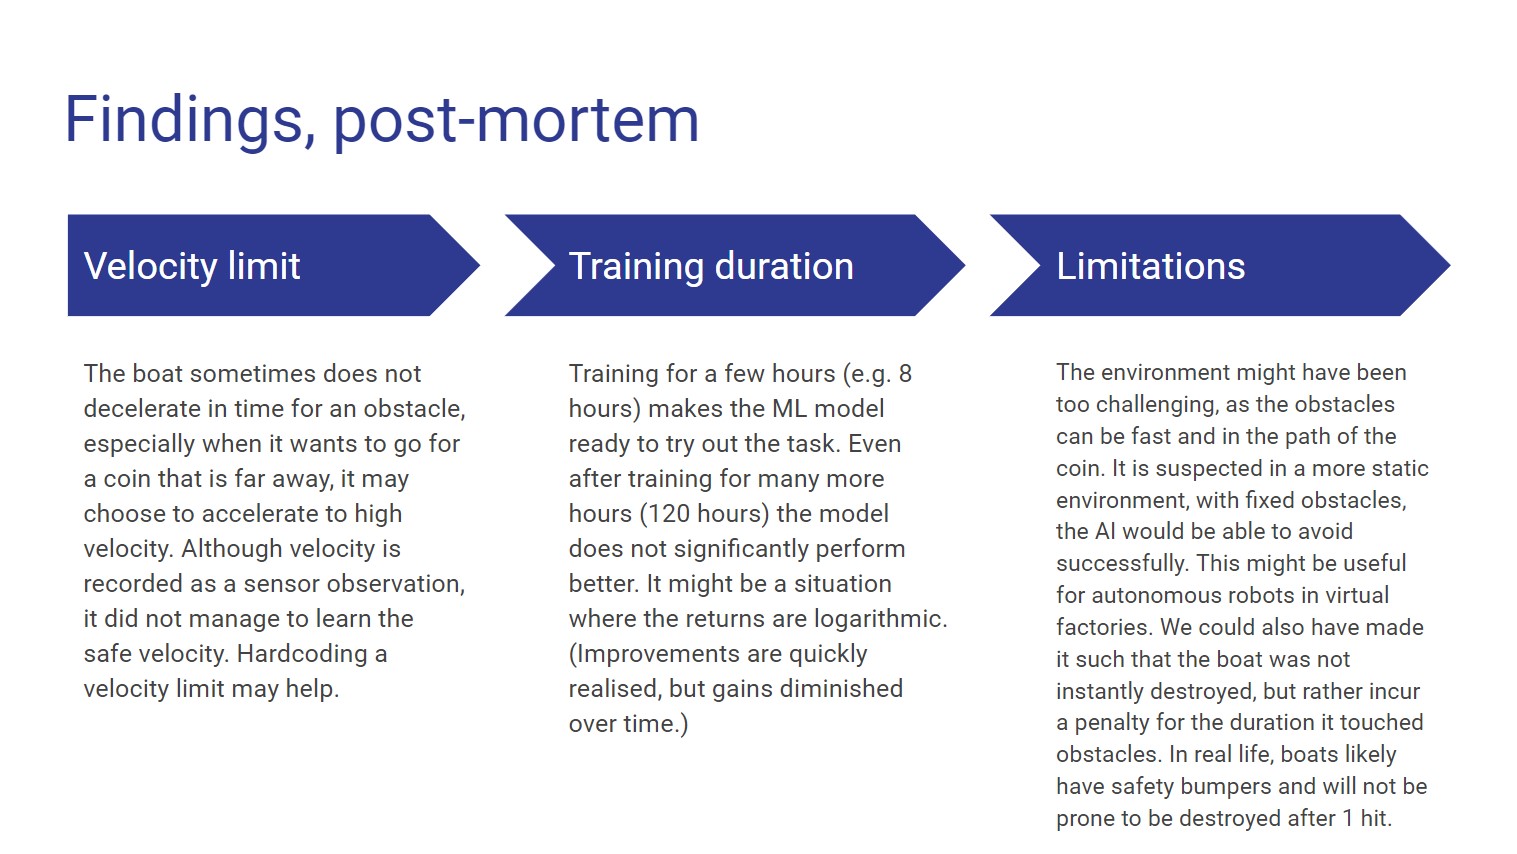 Findings, post-mortem
Velocity limit
The boat sometimes does not
decelerate in time for an obstacle,
especially when it wants to go for
a coin that is far away, it may
choose to accelerate to high
velocity. Although velocity is
recorded as a sensor observation,
it did not manage to learn the
safe velocity. Hardcoding a
velocity limit may help.
Training duration
Training for a few hours (e.g. 8
hours) makes the ML model
ready to try out the task. Even
after training for many more
hours (120 hours) the model
does not significantly perform
better. It might be a situation
where the returns are logarithmic.
(Improvements are quickly
realised, but gains diminished
over time.)
Limitations
The environment might have been
too challenging, as the obstacles
can be fast and in the path of the
coin. It is suspected in a more static
environment, with fixed obstacles,
the AI would be able to avoid
successfully. This might be useful
for autonomous robots in virtual
factories. We could also have made
it such that the boat was not
instantly destroyed, but rather incur
a penalty for the duration it touched
obstacles. In real life, boats likely
have safety bumpers and will not be
prone to be destroyed after 1 hit.